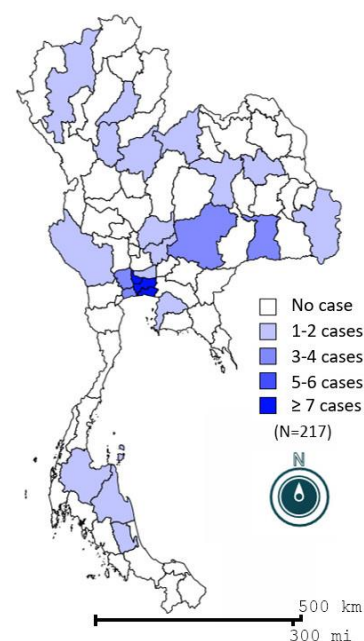 No case
1-2 cases
3-4 cases
5-6 cases
≥ 7 cases
(N=217)
N
500 km
300 mi